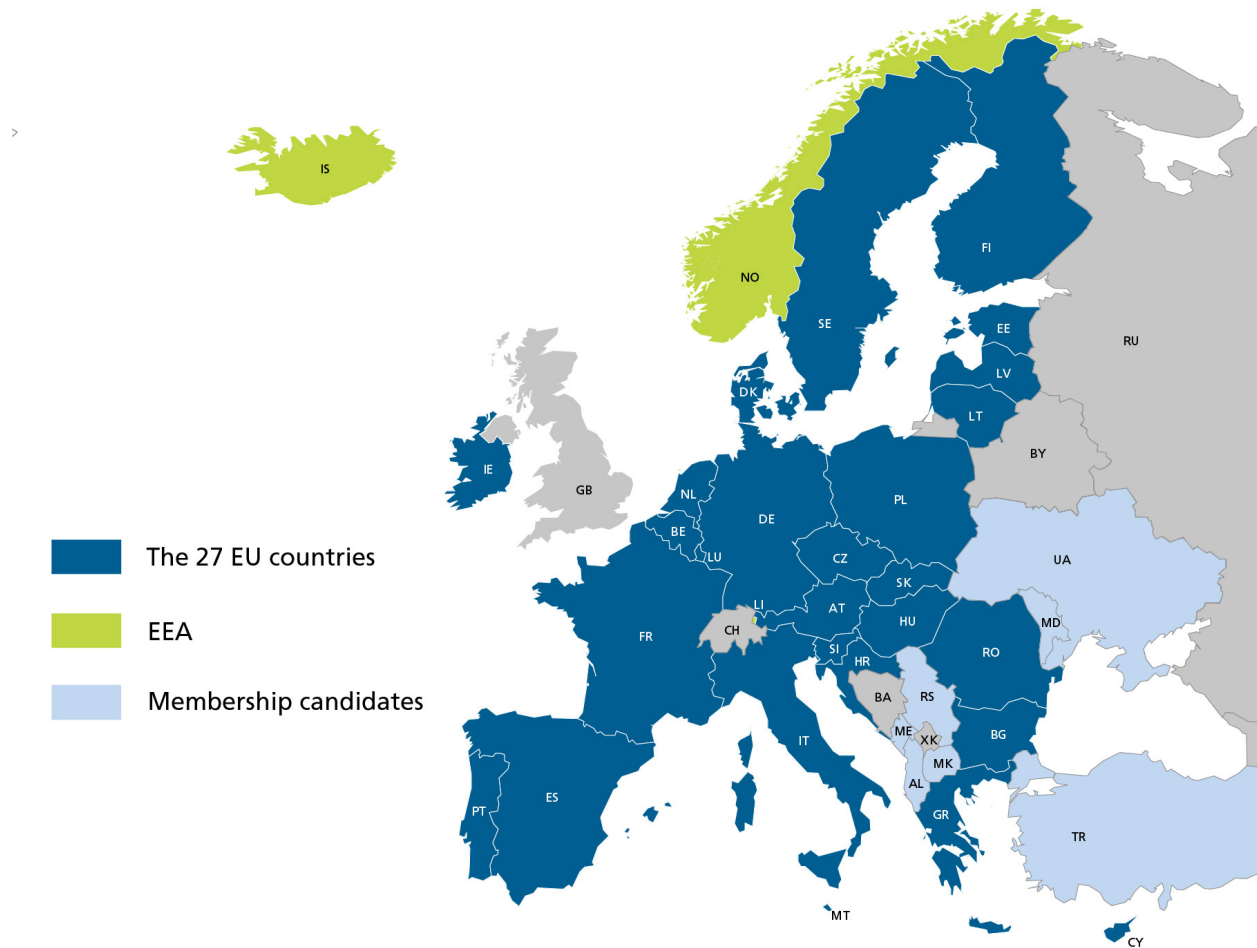 >
IS
NO
SE
FI
RU
EE
LV
LT
DK
BY
IE
GB
NL
BE
LU
DE
PL
CZ
SK
UA
The 27 EU countries
EEA
Membership candidates
FR
LI
CH
AT
HU
MD
SI
HR
RO
BA
RS
ME
XK
BG
MK
AL
IT
PT
ES
GR
TR
MT
CY